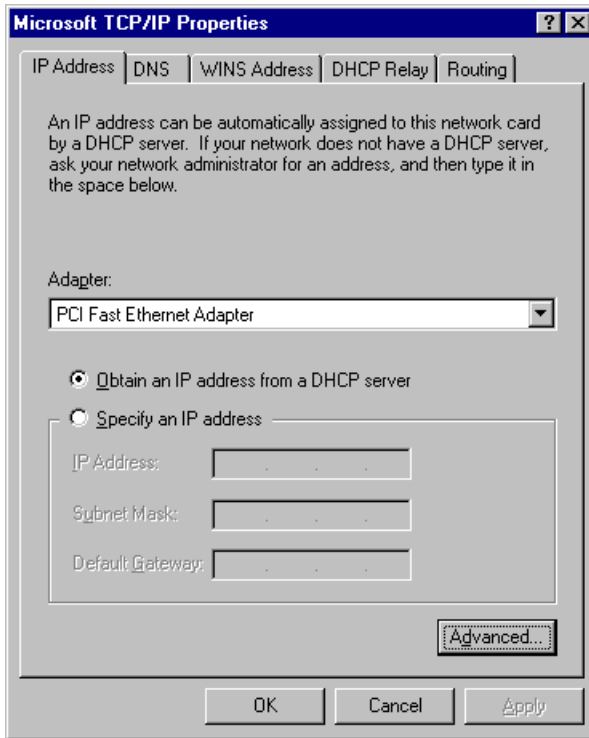 Microsoft TCP/IP Properties
IP Address DNS WINS Address DHCP Relay Routing
An IP address can be automatically assigned to this network card
by a DHCP server. If your network does not have a DHCP server,
ask your network administrator for an address, and then type it in
the space below.
Adapter:
PCI Fast Ethernet Adapter
Obtain an IP address from a DHCP server
Specify an IP address
IP Address:
Subnet Mask:
Default Gateway:
Advanced...
OK Cancel Apply